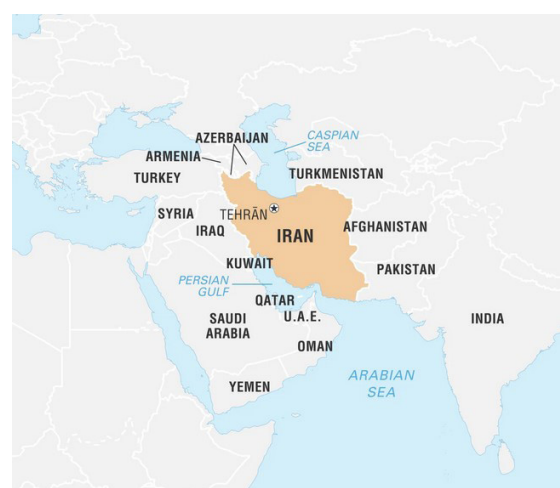 AZERBAIJAN
CASPIAN
SEA
ARMENIA
TURKEY
TURKMENISTAN
SYRIA
TEHRĀN
IRAQ
IRAN
AFGHANISTAN
KUWAIT
PAKISTAN
PERSIAN
GULF
QATAR
SAUDI
ARABIA
U.A.E.
INDIA
OMAN
YEMEN
ARABIAN
SEA